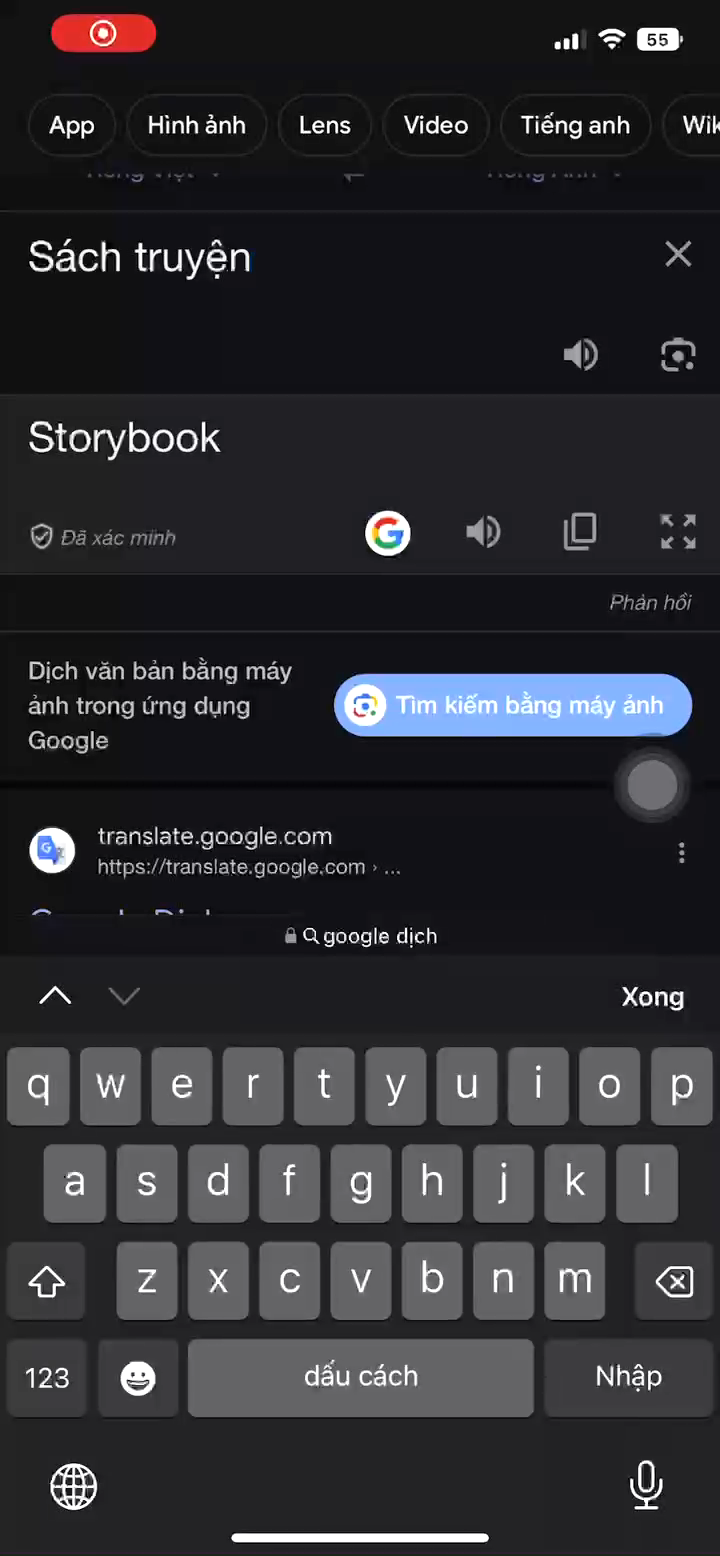 55
App Hình ảnh Lens Video Tiếng anh Wik
Sách truyện
Storybook
Đã xác minh
Phản hồi
Dịch văn bản bằng máy
ảnh trong ứng dụng
Google
Tìm kiếm bằng máy ảnh
translate.google.com
https://translate.google.com › ...
google dịch
Xong
q w e r t y u i o p
a s d f g h j k l
z x c v b n m
123 dấu cách Nhập